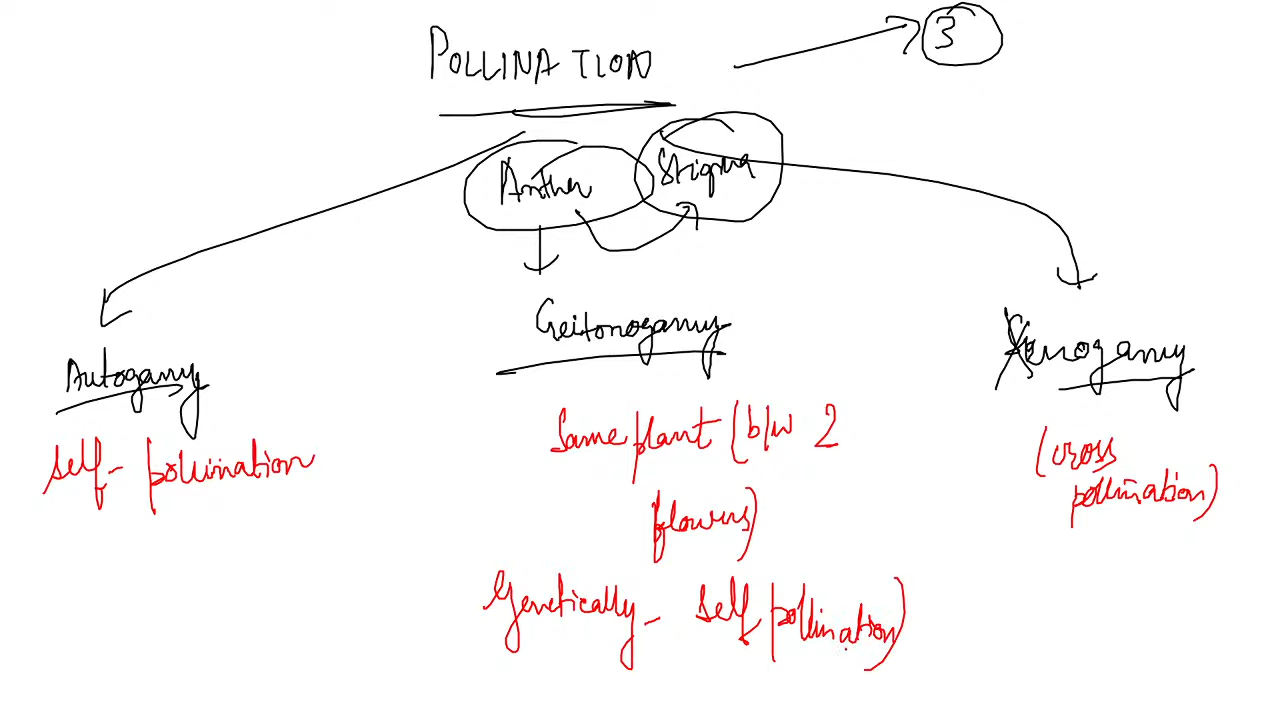 POLLINATION
3
Anther
Stigma
Autogamy
self- pollination
Geitonogamy
Same plant (b/w 2
flowers)
Genetically- self pollination)
Xenogamy
(cross
pollination)